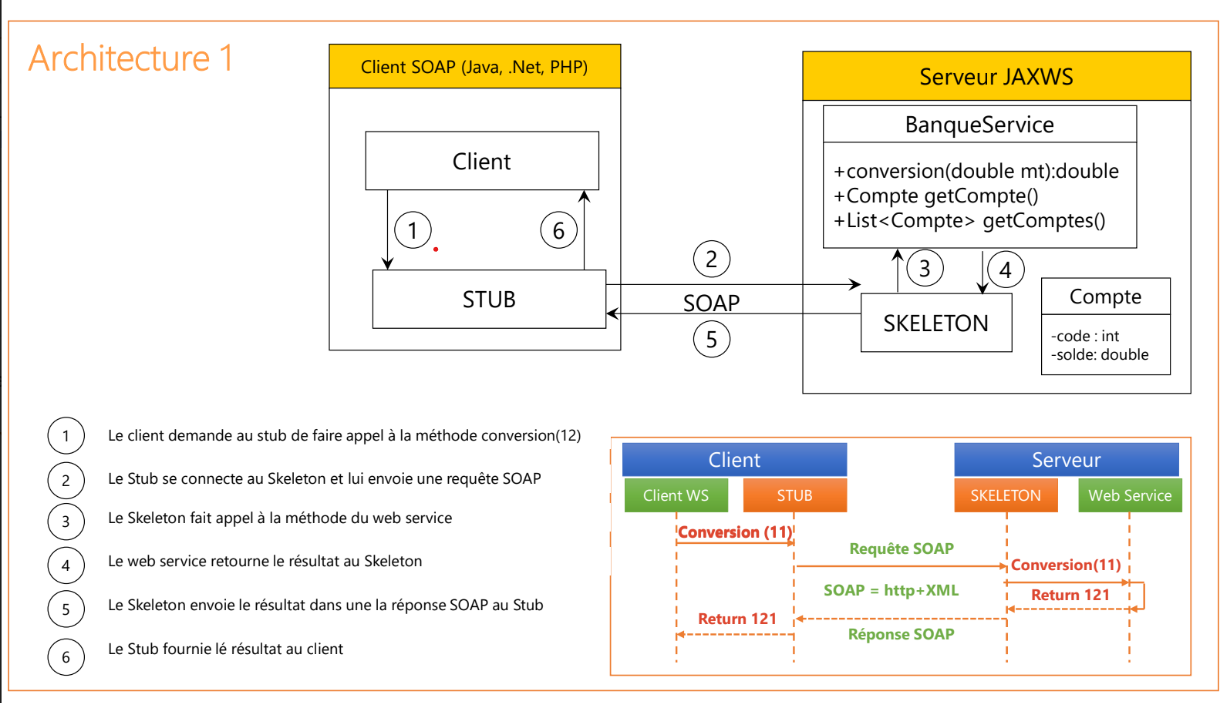 Architecture 1
Client SOAP (Java, .Net, PHP)
Client
1
6
STUB
2
SOAP
5
Serveur JAXWS
BanqueService
+conversion(double mt):double
+Compte getCompte()
+List<Compte> getComptes()
3
4
SKELETON
Compte
-code : int
-solde: double
1 Le client demande au stub de faire appel à la méthode conversion(12)
2 Le Stub se connecte au Skeleton et lui envoie une requête SOAP
3 Le Skeleton fait appel à la méthode du web service
4 Le web service retourne le résultat au Skeleton
5 Le Skeleton envoie le résultat dans une la réponse SOAP au Stub
6 Le Stub fournie lé résultat au client
Client
Serveur
Client WS
STUB
SKELETON
Web Service
Conversion (11)
Requête SOAP
Conversion(11)
SOAP = http+XML
Return 121
Return 121
Réponse SOAP